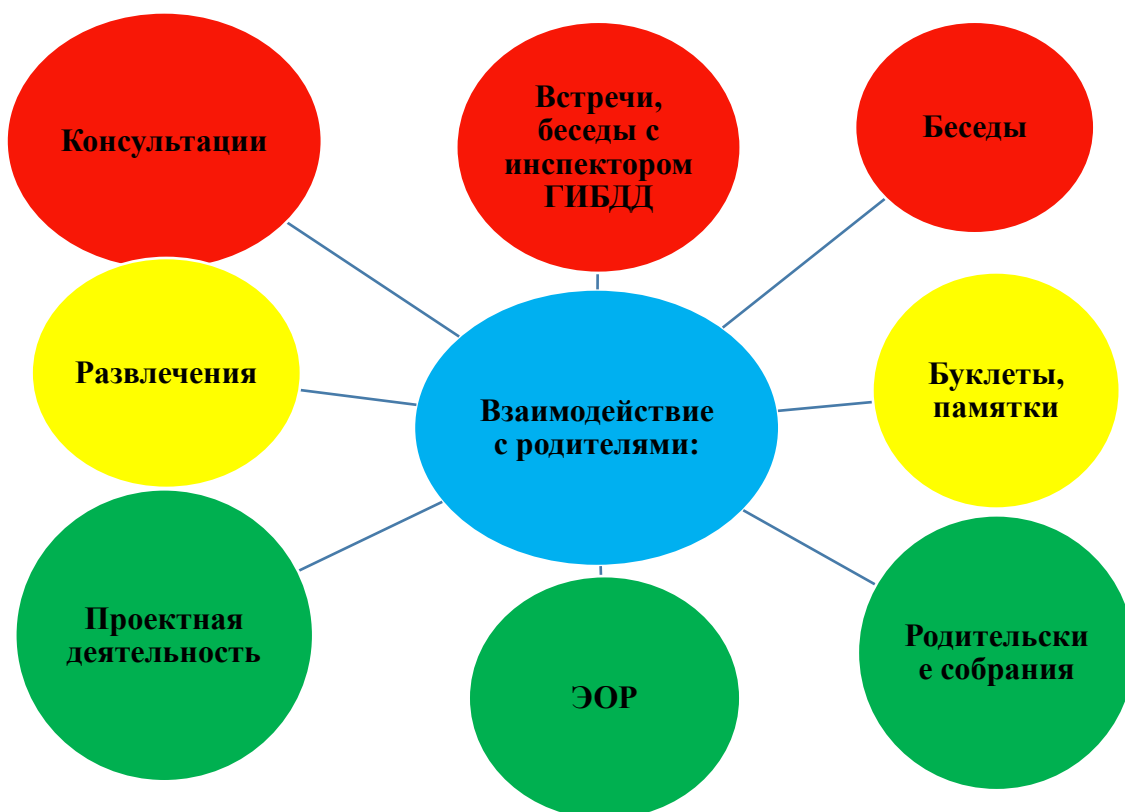 Консультации
Встречи,
беседы с
инспектором
ГИБДД
Беседы
Развлечения
Взаимодействие
с родителями:
Буклеты,
памятки
Проектная
деятельность
ЭОР
Родительски
е собрания